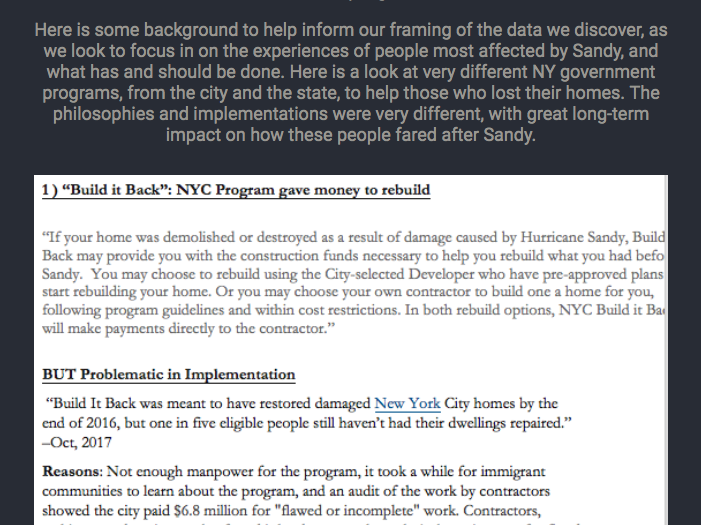 Here is some background to help inform our framing of the data we discover, as
we look to focus in on the experiences of people most affected by Sandy, and
what has and should be done. Here is a look at very different NY government
programs, from the city and the state, to help those who lost their homes. The
philosophies and implementations were very different, with great long-term
impact on how these people fared after Sandy.
1) “Build it Back”: NYC Program gave money to rebuild
“If your home was demolished or destroyed as a result of damage caused by Hurricane Sandy, Build
Back may provide you with the construction funds necessary to help you rebuild what you had befo
Sandy. You may choose to rebuild using the City-selected Developer who have pre-approved plans
start rebuilding your home. Or you may choose your own contractor to build one a home for you,
following program guidelines and within cost restrictions. In both rebuild options, NYC Build it Ba
will make payments directly to the contractor.”
BUT Problematic in Implementation
“Build It Back was meant to have restored damaged New York City homes by the
end of 2016, but one in five eligible people still haven’t had their dwellings repaired.”
–Oct, 2017
Reasons: Not enough manpower for the program, it took a while for immigrant
communities to learn about the program, and an audit of the work by contractors
showed the city paid $6.8 million for "flawed or incomplete" work. Contractors,